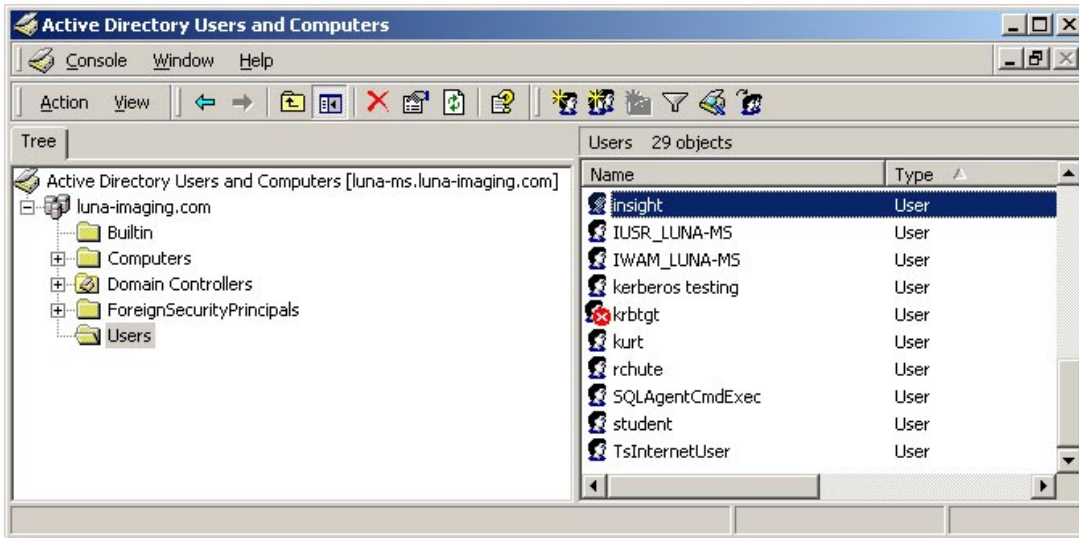 Active Directory Users and Computers
Console Window Help
Action View
Tree
Users 29 objects
Active Directory Users and Computers [luna-ms.luna-imaging.com]
luna-imaging.com
Builtin
Computers
Domain Controllers
ForeignSecurityPrincipals
Users
Name Type
insight User
IUSR_LUNA-MS User
IWAM_LUNA-MS User
kerberos testing User
krbtgt User
kurt User
rchute User
SQLAgentCmdExec User
student User
TsInternetUser User